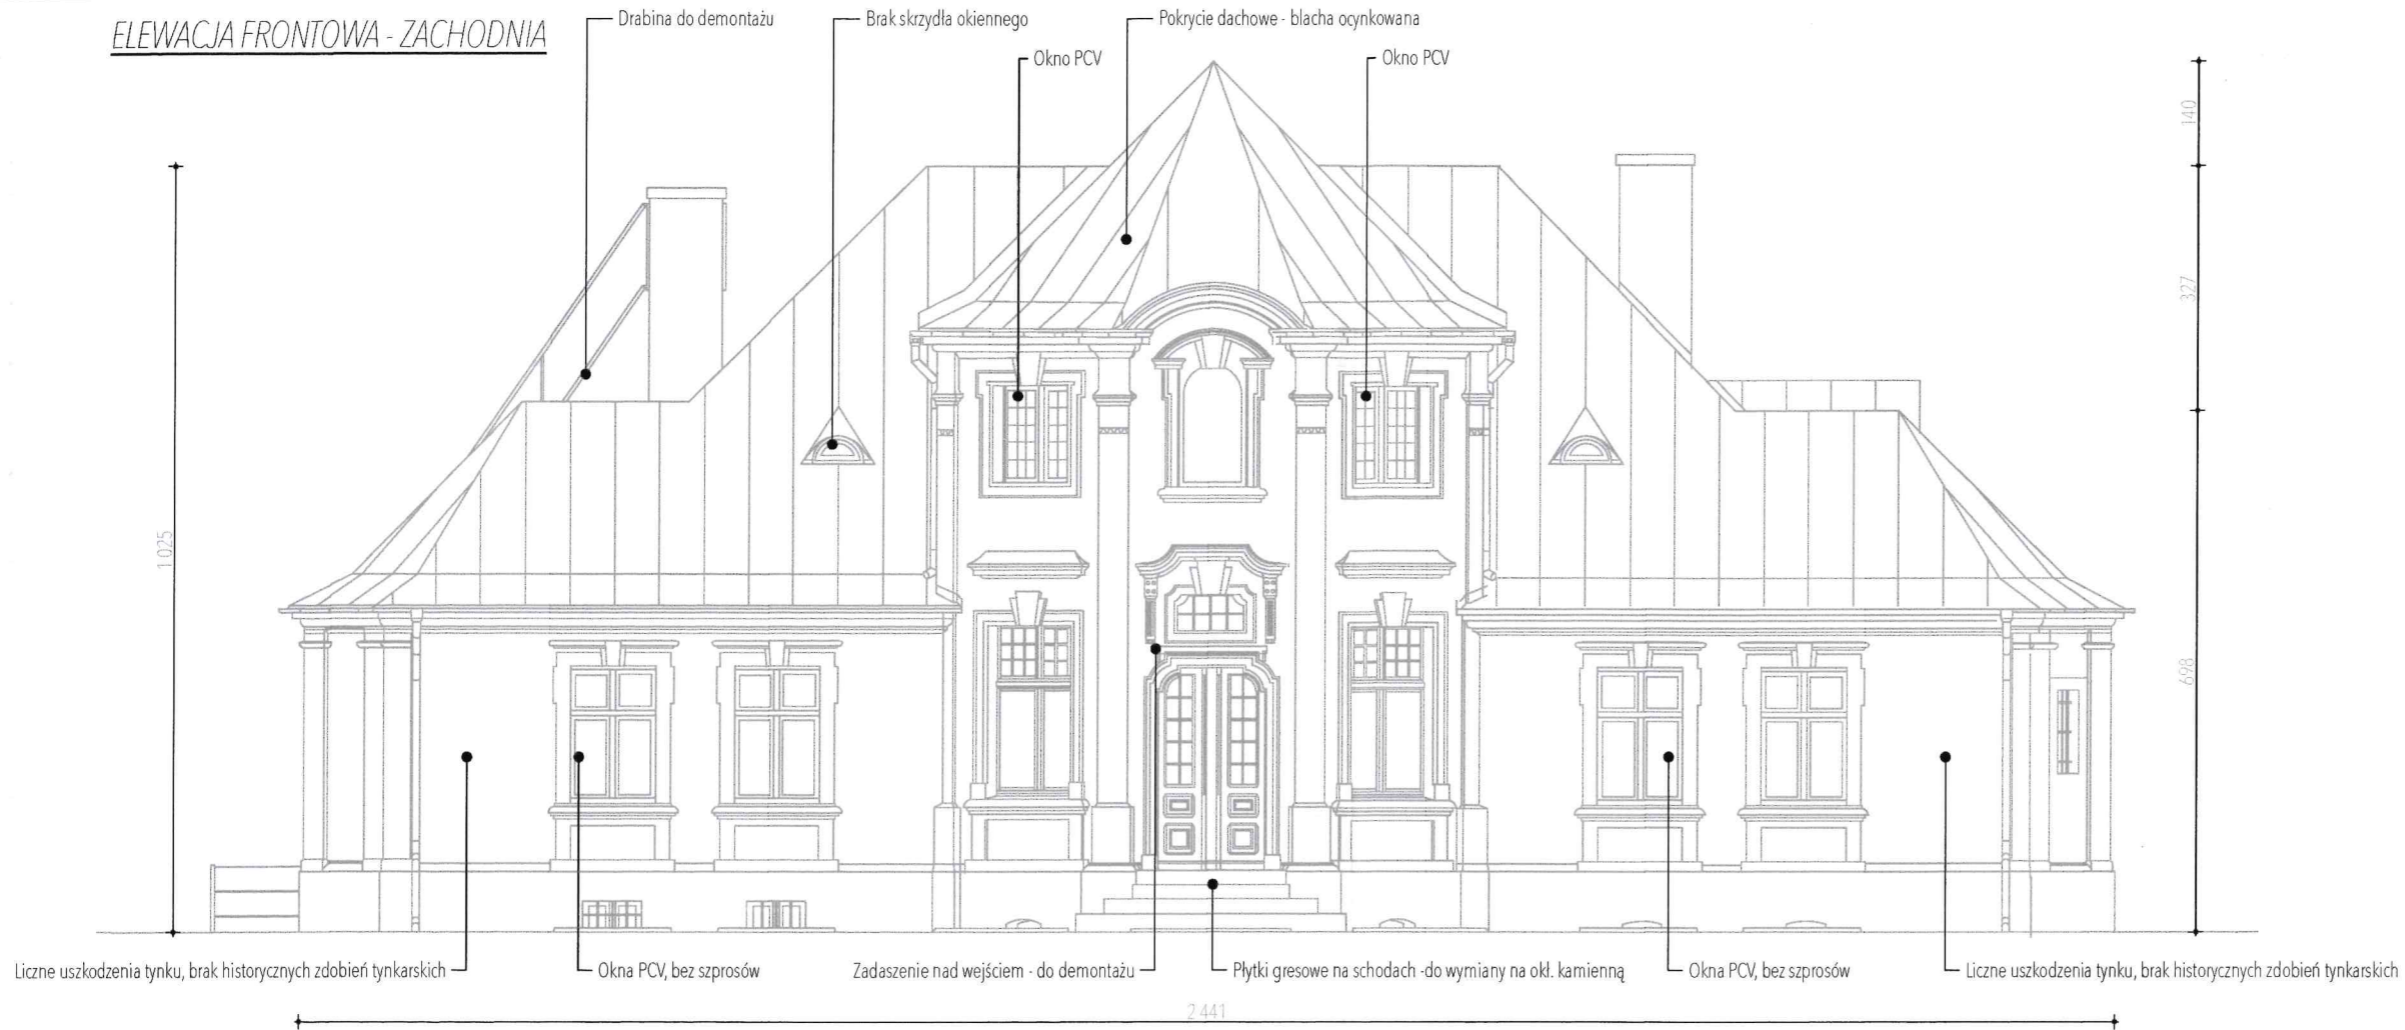 ELEWACJA FRONTOWA - ZACHODNIA
Drabina do demontażu
Brak skrzydła okiennego
Pokrycie dachowe - blacha ocynkowana
Okno PCV
Okno PCV
140
327
1 025
698
Liczne uszkodzenia tynku, brak historycznych zdobień tynkarskich
Okna PCV, bez szprosów
Zadaszenie nad wejściem - do demontażu
Płytki gresowe na schodach -do wymiany na okł. kamienną
Okna PCV, bez szprosów
Liczne uszkodzenia tynku, brak historycznych zdobień tynkarskich
2 441